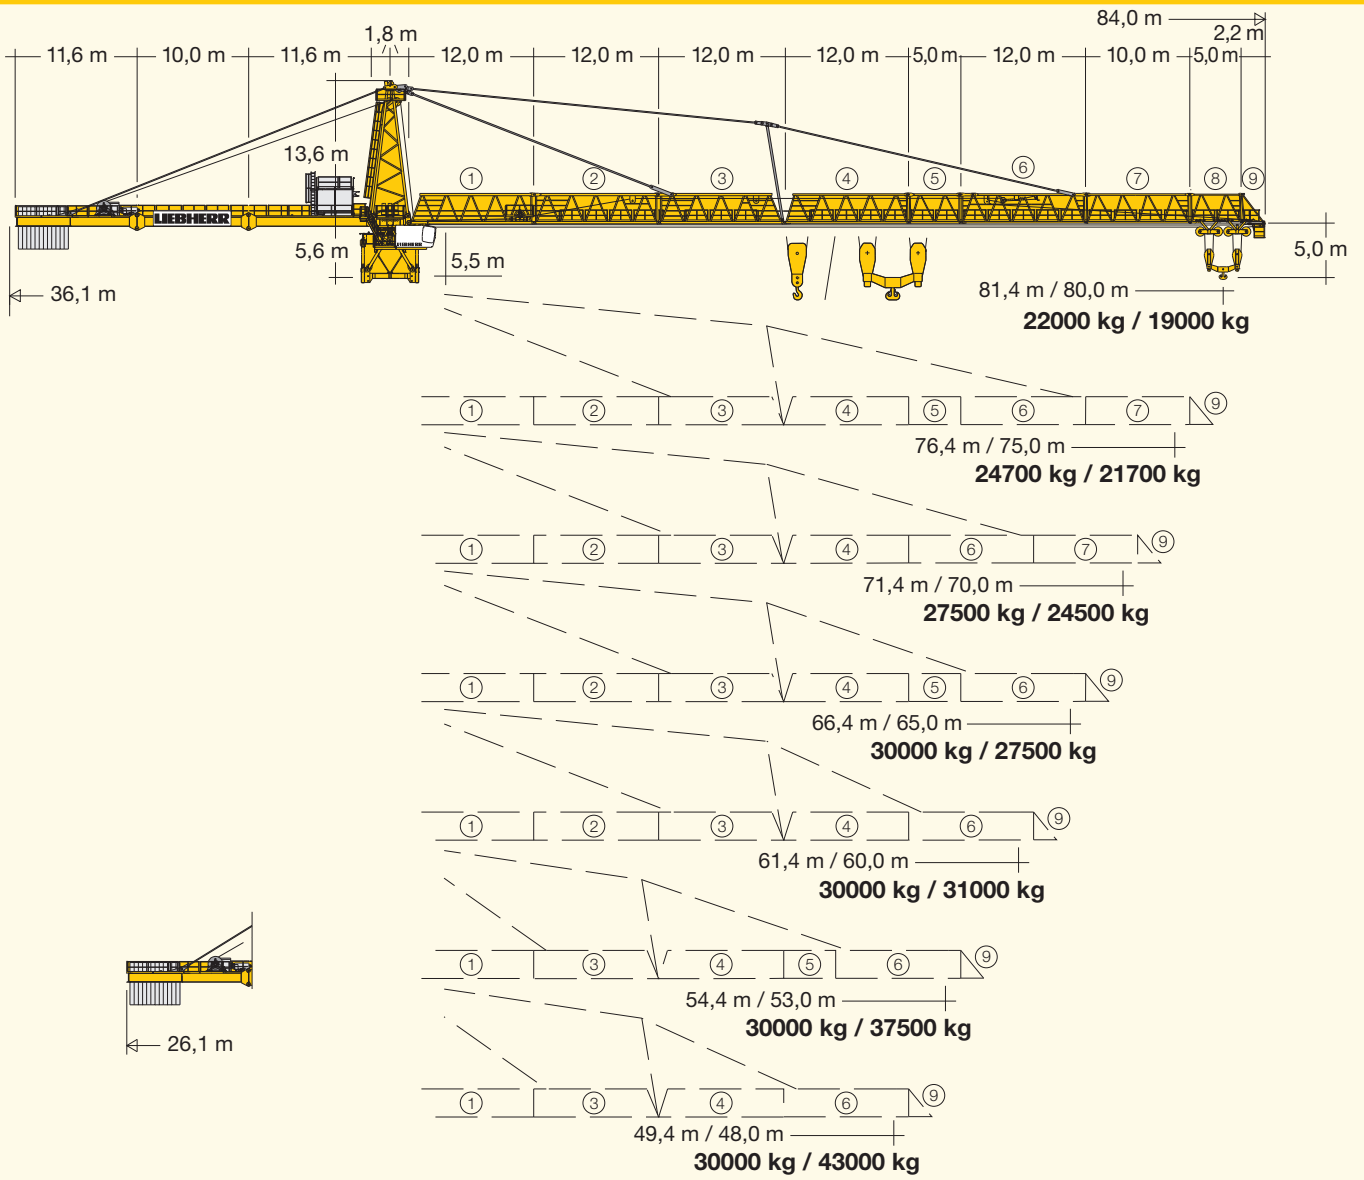 84,0 m
1,8 m
2,2 m
11,6 m 10,0 m 11,6 m 12,0 m 12,0 m 12,0 m 12,0 m 5,0 m 12,0 m 10,0 m 5,0 m
13,6 m
1 2 3 4 5 6 7 8 9
LIEBHERR
LIEBHERR
5,6 m
5,5 m
5,0 m
36,1 m
81,4 m / 80,0 m
22000 kg / 19000 kg
1 2 3 4 5 6 7 9
76,4 m / 75,0 m
24700 kg / 21700 kg
1 2 3 4 6 7 9
71,4 m / 70,0 m
27500 kg / 24500 kg
1 2 3 4 5 6 9
66,4 m / 65,0 m
30000 kg / 27500 kg
1 2 3 4 6 9
61,4 m / 60,0 m
30000 kg / 31000 kg
1 3 4 5 6 9
54,4 m / 53,0 m
30000 kg / 37500 kg
26,1 m
1 3 4 6 9
49,4 m / 48,0 m
30000 kg / 43000 kg